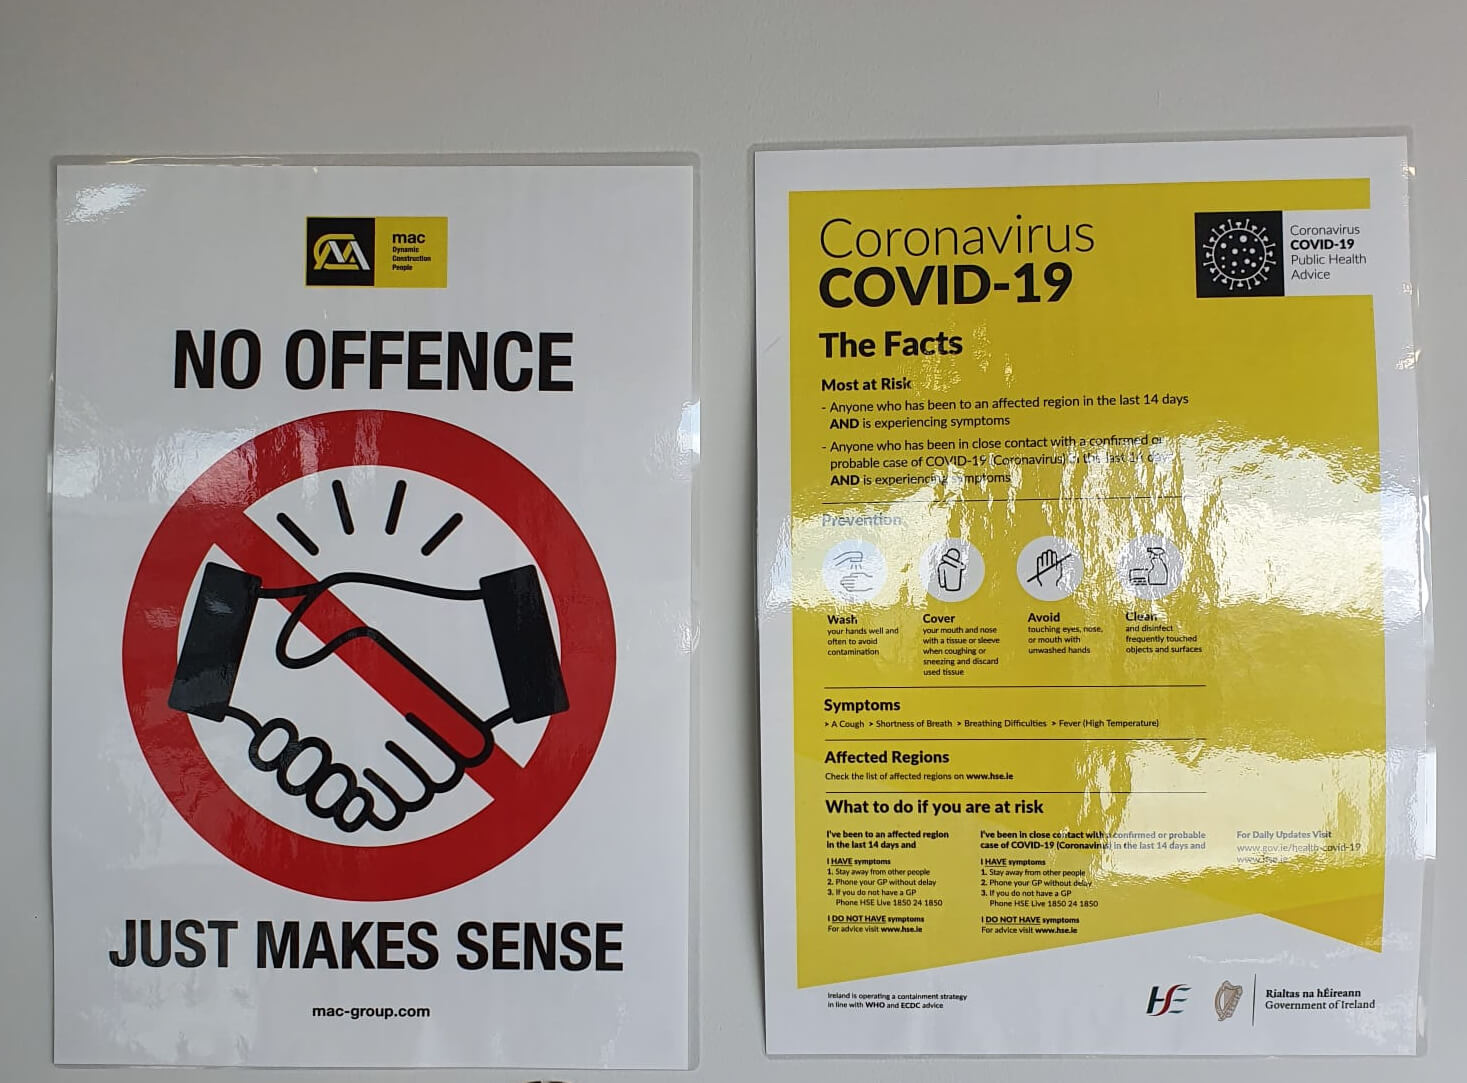 mac
Dynamic
Construction
People
NO OFFENCE
JUST MAKES SENSE
mac-group.com
Coronavirus
COVID-19
Coronavirus
COVID-19
Public Health
Advice
The Facts
Most at Risk
- Anyone who has been to an affected region in the last 14 days
AND is experiencing symptoms
- Anyone who has been in close contact with a confirmed or
probable case of COVID-19 (Coronavirus) in the last 14 days
AND is experiencing symptoms
Prevention
Wash
your hands well and
often to avoid
contamination
Cover
your mouth and nose
with a tissue or sleeve
when coughing or
sneezing and discard
used tissue
Avoid
touching eyes, nose,
or mouth with
unwashed hands
Clean
and disinfect
frequently touched
objects and surfaces
Symptoms
> A Cough > Shortness of Breath > Breathing Difficulties > Fever (High Temperature)
Affected Regions
Check the list of affected regions on www.hse.ie
What to do if you are at risk
I've been to an affected region
in the last 14 days and
I HAVE symptoms
1. Stay away from other people
2. Phone your GP without delay
3. If you do not have a GP
Phone HSE Live 1850 24 1850
I DO NOT HAVE symptoms
For advice visit www.hse.ie
I've been in close contact with a confirmed or probable
case of COVID-19 (Coronavirus) in the last 14 days and
I HAVE symptoms
1. Stay away from other people
2. Phone your GP without delay
3. If you do not have a GP
Phone HSE Live 1850 24 1850
I DO NOT HAVE symptoms
For advice visit www.hse.ie
For Daily Updates Visit
www.gov.ie/health-covid-19
www.hse.ie
Ireland is operating a containment strategy
in line with WHO and ECDC advice
HSE
Rialtas na hÉireann
Government of Ireland